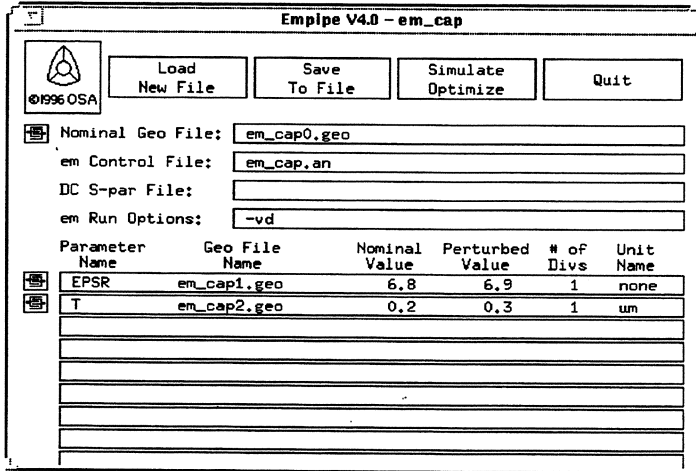 Empipe V4.0 – em_cap
©1996 OSA
Load New File
Save To File
Simulate Optimize
Quit
Nominal Geo File: em_cap0.geo
em Control File: em_cap.an
DC S-par File:
em Run Options: -vd
Parameter Name Geo File Name Nominal Value Perturbed Value # of Divs Unit Name
EPSR em_cap1.geo 6.8 6.9 1 none
T em_cap2.geo 0.2 0.3 1 um